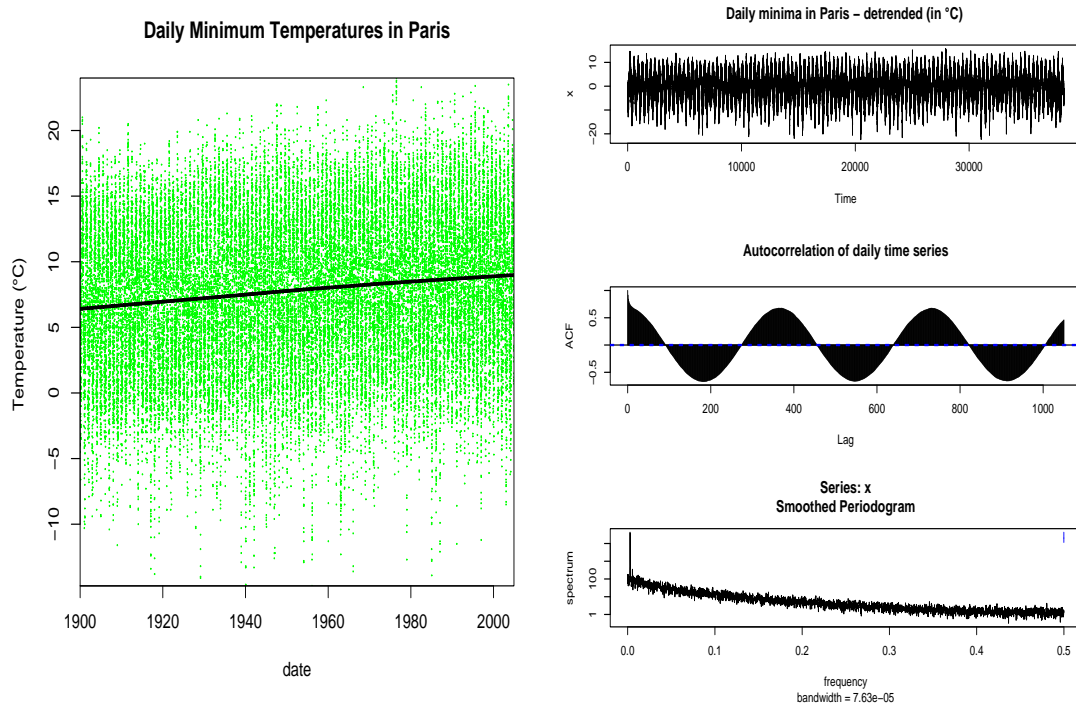 Daily Minimum Temperatures in Paris
Temperature (°C)
20
15
10
5
0
−5
−10
1900
1920
1940
1960
1980
2000
date
Daily minima in Paris − detrended (in °C)
x
10
0
−20
0
10000
20000
30000
Time
Autocorrelation of daily time series
ACF
0.5
−0.5
0
200
400
600
800
1000
Lag
Series: x
Smoothed Periodogram
spectrum
100
1
0.0
0.1
0.2
0.3
0.4
0.5
frequency
bandwidth = 7.63e−05